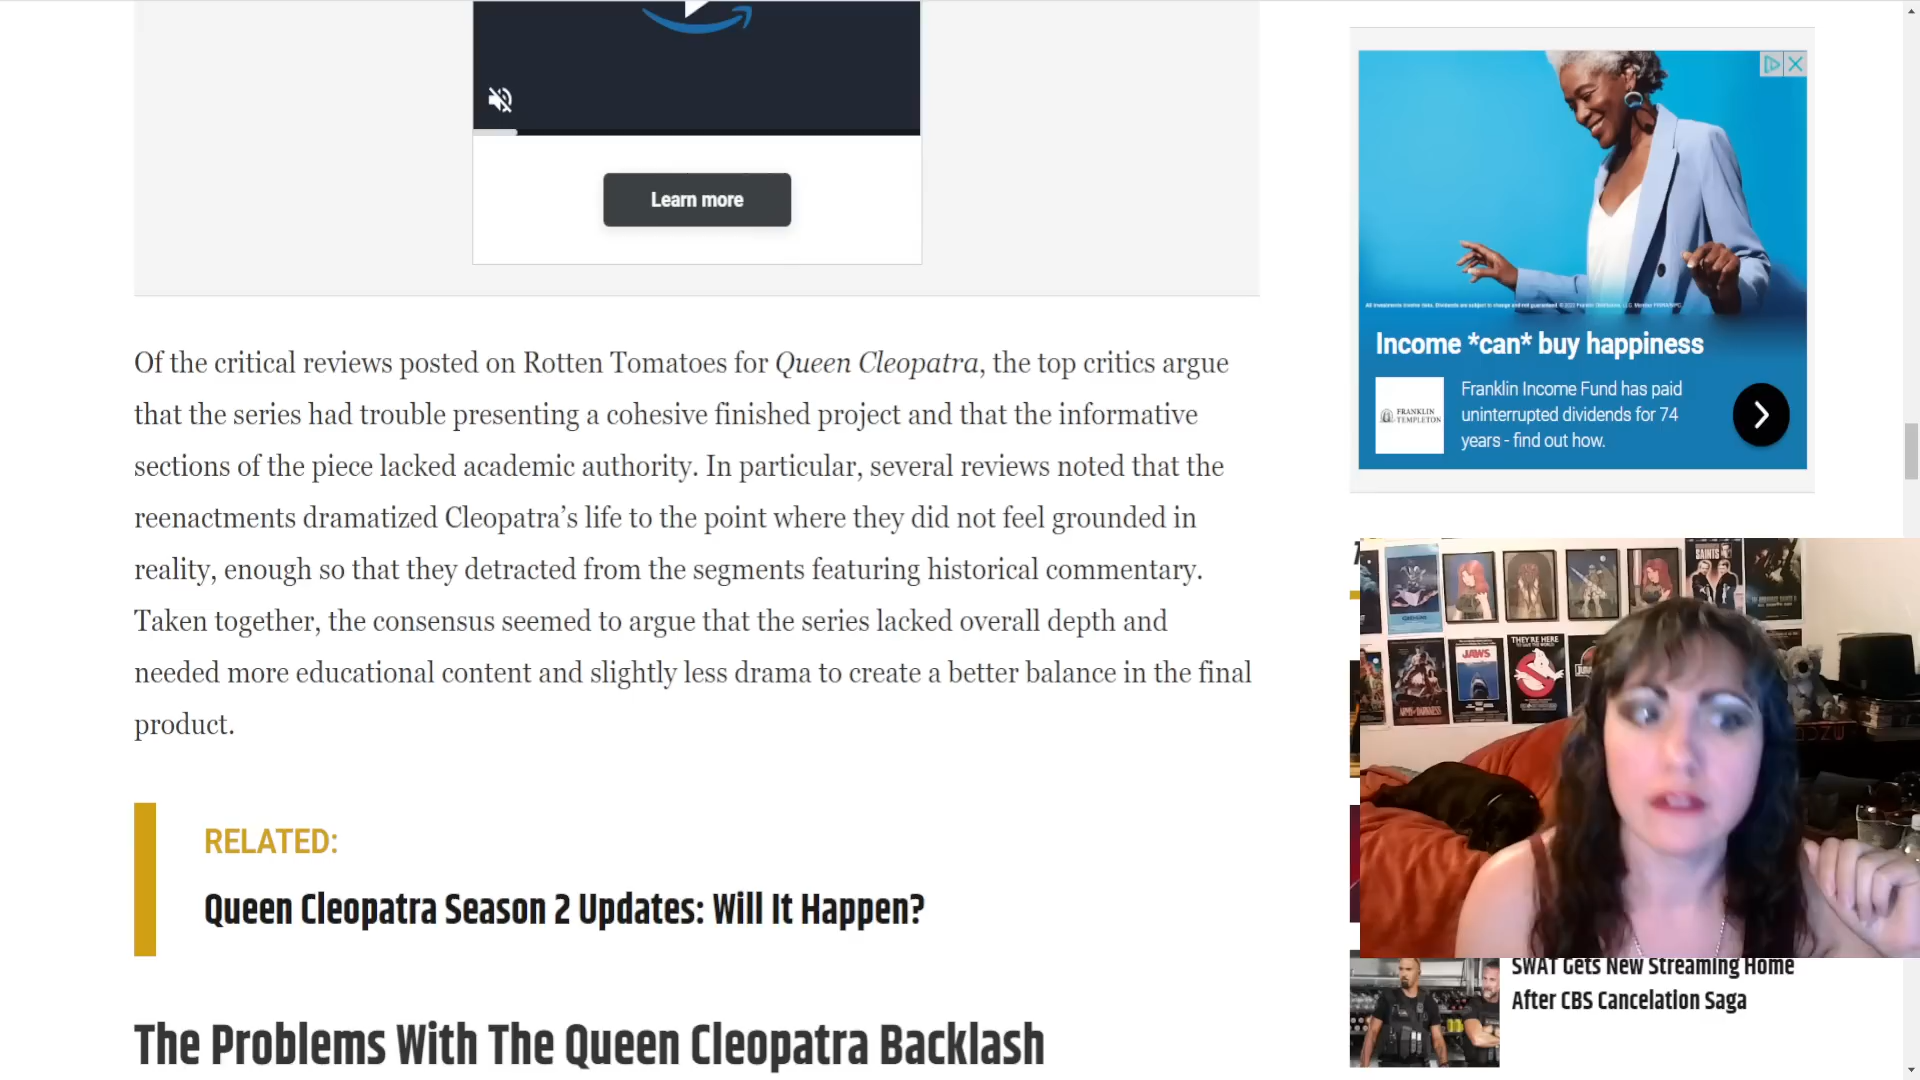 Learn more
Of the critical reviews posted on Rotten Tomatoes for Queen Cleopatra, the top critics argue
that the series had trouble presenting a cohesive finished project and that the informative
sections of the piece lacked academic authority. In particular, several reviews noted that the
reenactments dramatized Cleopatra’s life to the point where they did not feel grounded in
reality, enough so that they detracted from the segments featuring historical commentary.
Taken together, the consensus seemed to argue that the series lacked overall depth and
needed more educational content and slightly less drama to create a better balance in the final
product.
RELATED:
Queen Cleopatra Season 2 Updates: Will It Happen?
The Problems With The Queen Cleopatra Backlash
Income *can* buy happiness
FRANKLIN
TEMPLETON
Franklin Income Fund has paid
uninterrupted dividends for 74
years - find out how.
SAINTS
THEY'RE HERE
JAWS
SWAT Gets New Streaming Home
After CBS Cancelation Saga